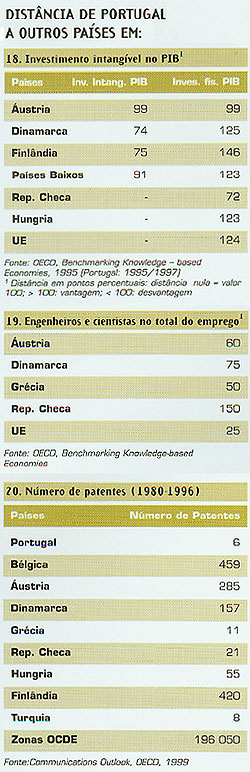 DISTÂNCIA DE PORTUGAL
A OUTROS PAÍSES EM:
18. Investimento intangível no PIB¹
Países Inv. Intang. PIB Inves. fis. PIB
Áustria 99 99
Dinamarca 74 125
Finlândia 75 146
Países Baixos 91 123
Rep. Checa - 72
Hungria - 123
UE - 124
Fonte: OECD, Benchmarking Knowledge – based
Economies, 1995 (Portugal: 1995/1997)
¹ Distância em pontos percentuais: distância nula = valor
100; > 100: vantagem; < 100: desvantagem
19. Engenheiros e cientistas no total do emprego¹
Áustria 60
Dinamarca 75
Grécia 50
Rep. Checa 150
UE 25
Fonte: OECD, Benchmarking Knowledge-based
Economies
20. Número de patentes (1980-1996)
Países Número de Patentes
Portugal 6
Bélgica 459
Áustria 285
Dinamarca 157
Grécia 11
Rep. Checa 21
Hungria 55
Finlândia 420
Turquia 8
Zonas OCDE 196 050
Fonte:Communications Outlook, OECD, 1999